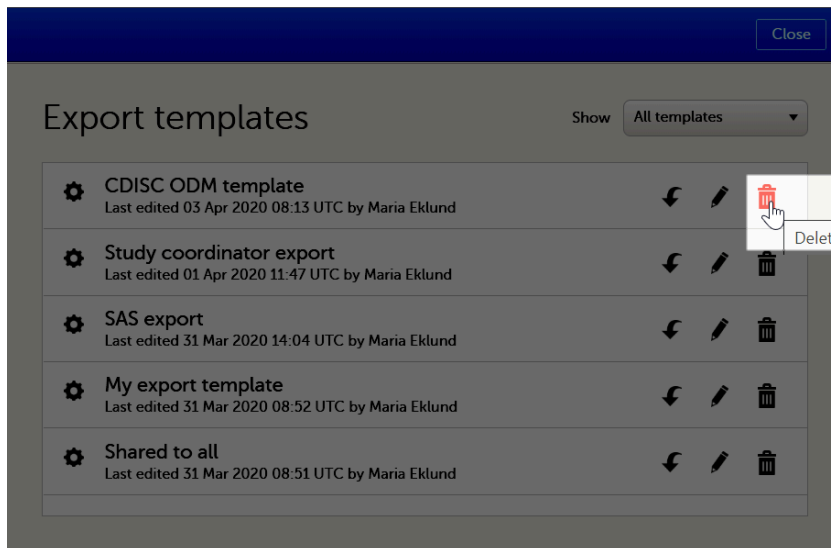 Close
Export templates
Show
All templates
CDISC ODM template
Last edited 03 Apr 2020 08:13 UTC by Maria Eklund
Delet
Study coordinator export
Last edited 01 Apr 2020 11:47 UTC by Maria Eklund
SAS export
Last edited 31 Mar 2020 14:04 UTC by Maria Eklund
My export template
Last edited 31 Mar 2020 08:52 UTC by Maria Eklund
Shared to all
Last edited 31 Mar 2020 08:51 UTC by Maria Eklund